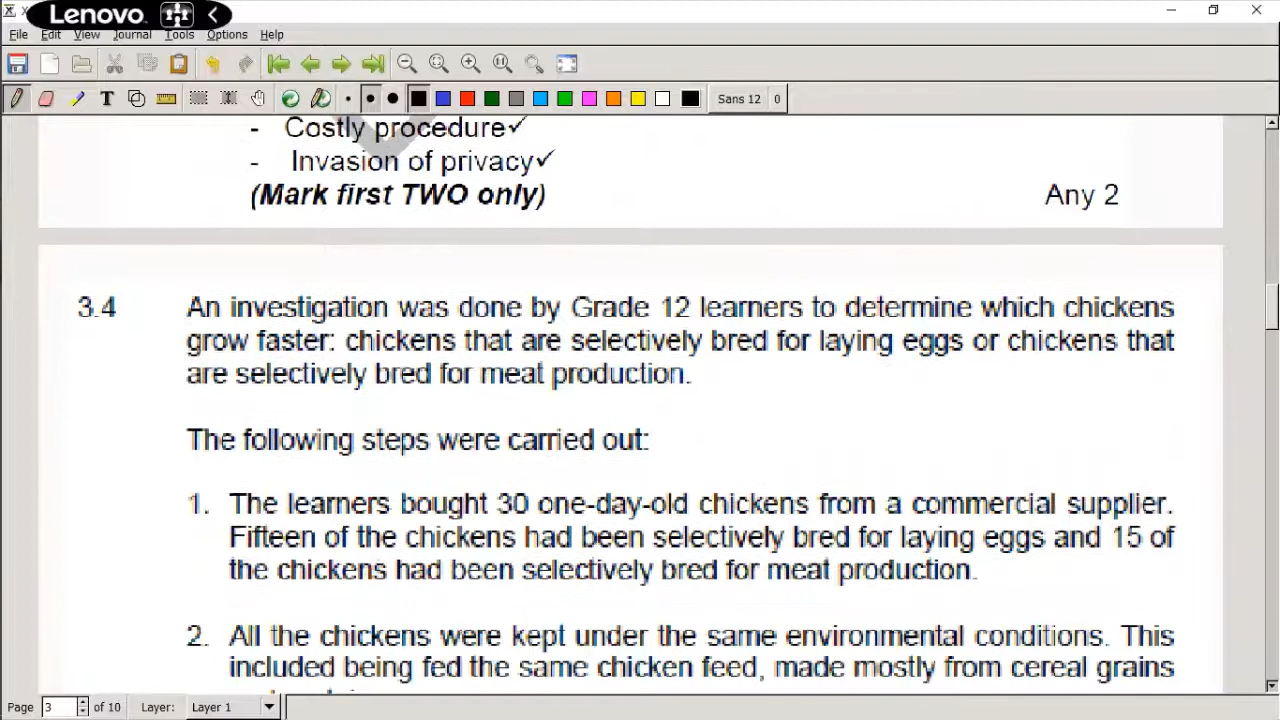 Lenovo
File Edit View Journal Tools Options Help
Sans 12 0
- Costly procedure✓
- Invasion of privacy✓
(Mark first TWO only) Any 2
3.4 An investigation was done by Grade 12 learners to determine which chickens
grow faster: chickens that are selectively bred for laying eggs or chickens that
are selectively bred for meat production.
The following steps were carried out:
1. The learners bought 30 one-day-old chickens from a commercial supplier.
Fifteen of the chickens had been selectively bred for laying eggs and 15 of
the chickens had been selectively bred for meat production.
2. All the chickens were kept under the same environmental conditions. This
included being fed the same chicken feed, made mostly from cereal grains
Page 3 of 10 Layer: Layer 1